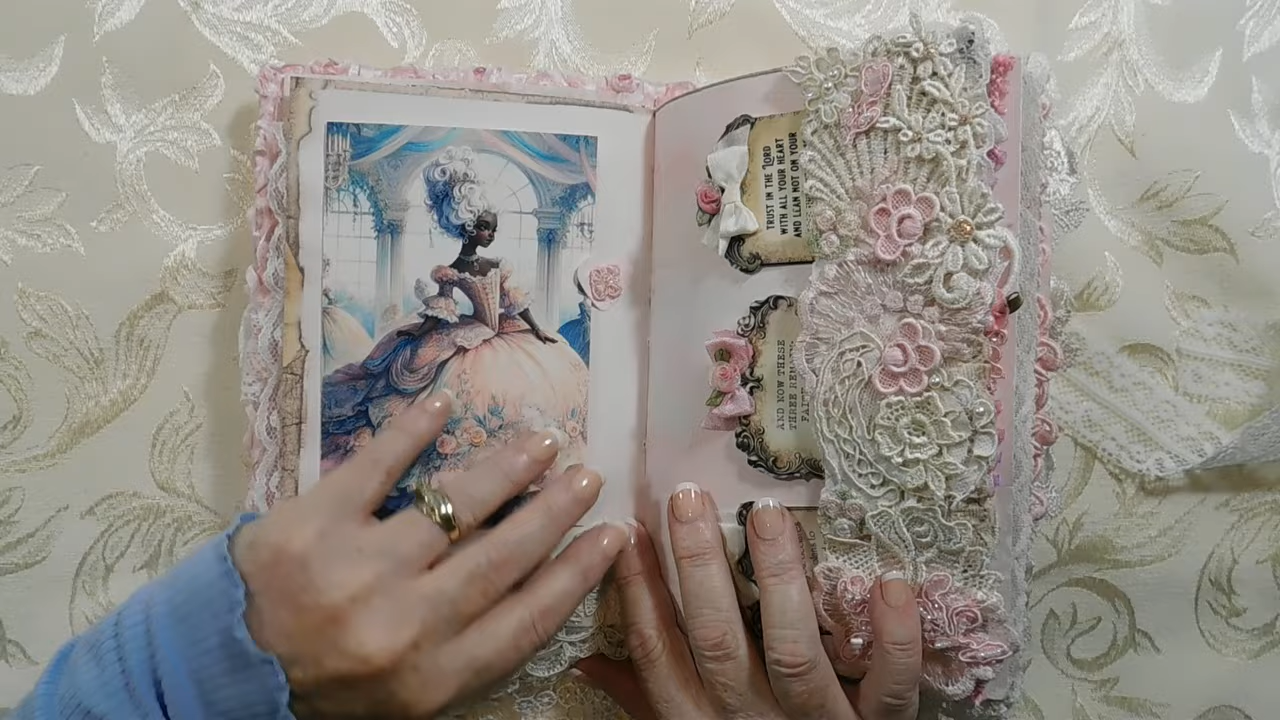 TRUST IN THE LORD
WITH ALL YOUR HEART
AND LEAN NOT ON YOUR
AND NOW THESE
THREE REMAIN: